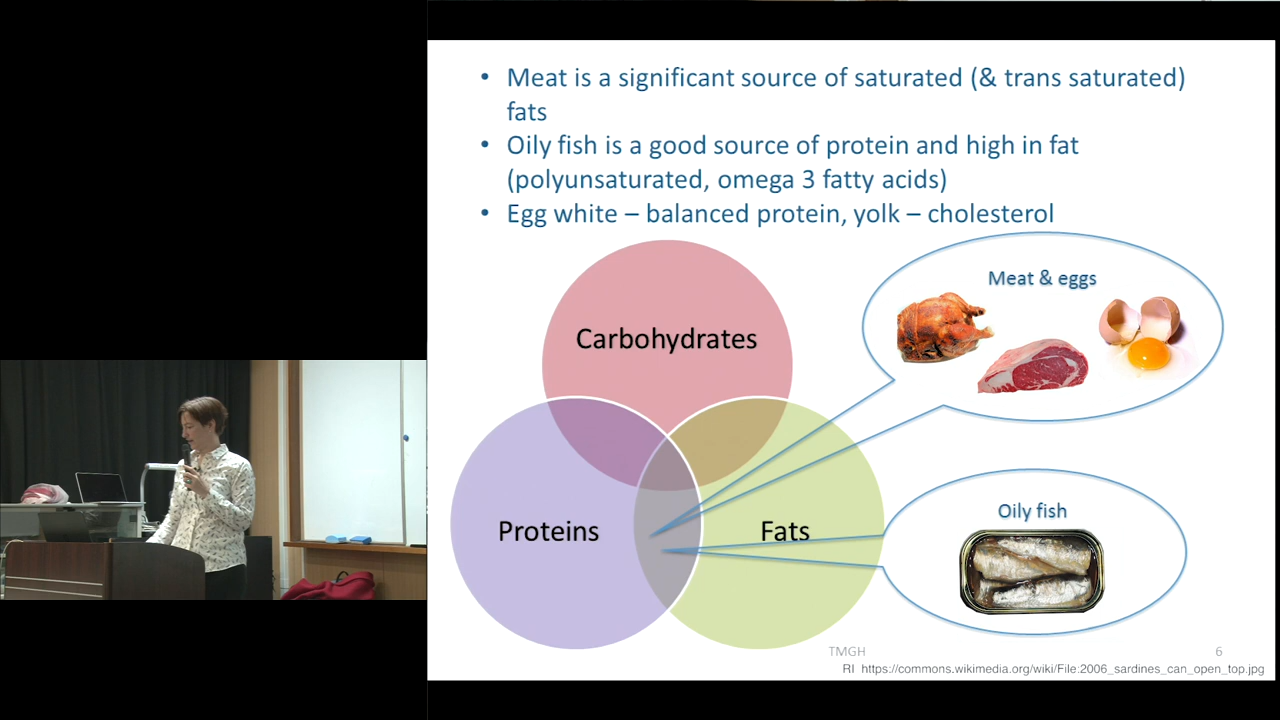 • Meat is a significant source of saturated (& trans saturated)
fats
• Oily fish is a good source of protein and high in fat
(polyunsaturated, omega 3 fatty acids)
• Egg white – balanced protein, yolk – cholesterol
Meat & eggs
Carbohydrates
Proteins
Fats
Oily fish
TMGH
6
RI https://commons.wikimedia.org/wiki/File:2006_sardines_can_open_top.jpg